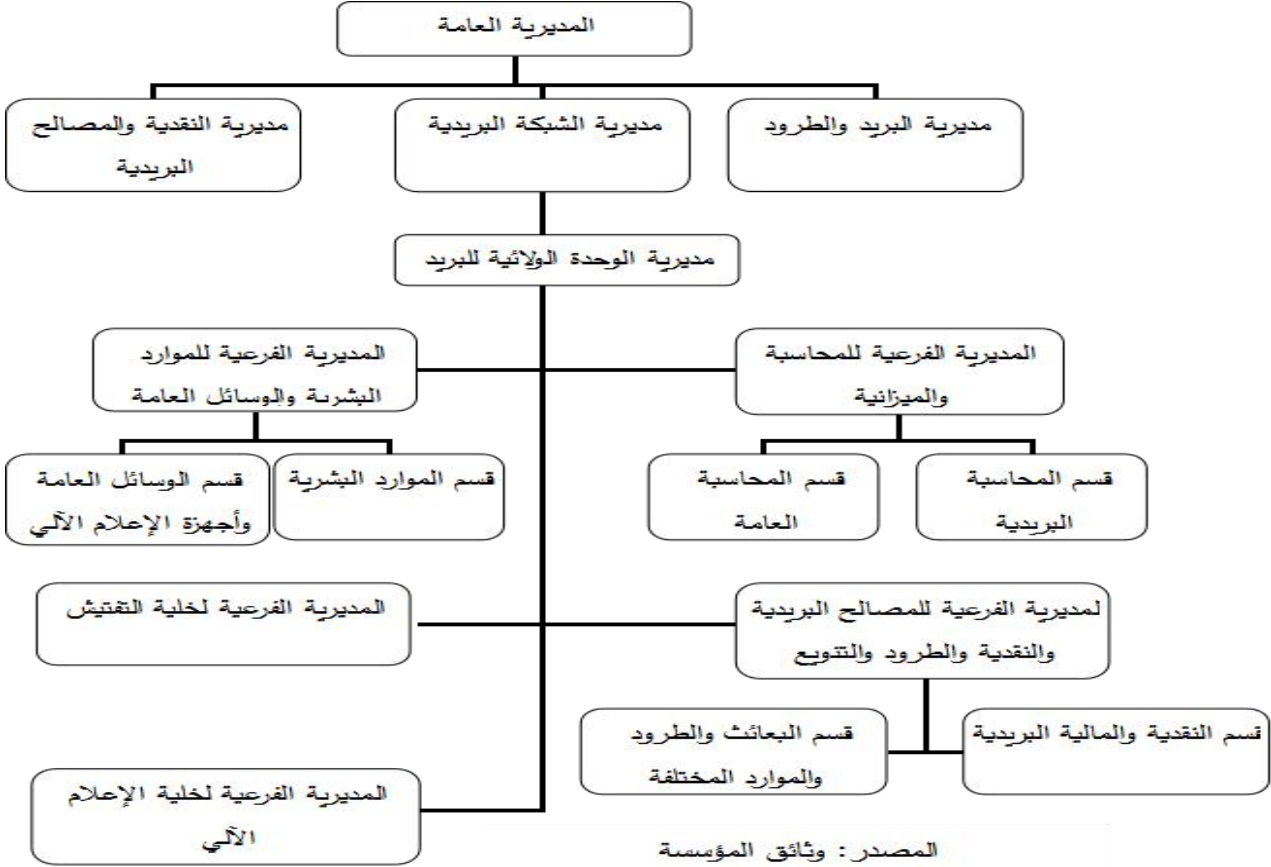 المديرية العامة
مديرية البريد والطرود
مديرية الشبكة البريدية
مديرية النقدية والمصالح
البريدية
مديرية الوحدة الولائية للبريد
المديرية الفرعية للمحاسبة
والميزانية
المديرية الفرعية للموارد
البشرية والوسائل العامة
قسم المحاسبة
البريدية
قسم المحاسبة
العامة
قسم الموارد البشرية
قسم الوسائل العامة
وأجهزة الإعلام الآلي
لمديرية الفرعية للمصالح البريدية
والنقدية والطرود والتتويع
المديرية الفرعية لخلية التفتيش
قسم النقدية والمالية البريدية
قسم البعائث والطرود
والموارد المختلفة
المديرية الفرعية لخلية الإعلام
الآلي
المصدر: وثائق المؤسسة